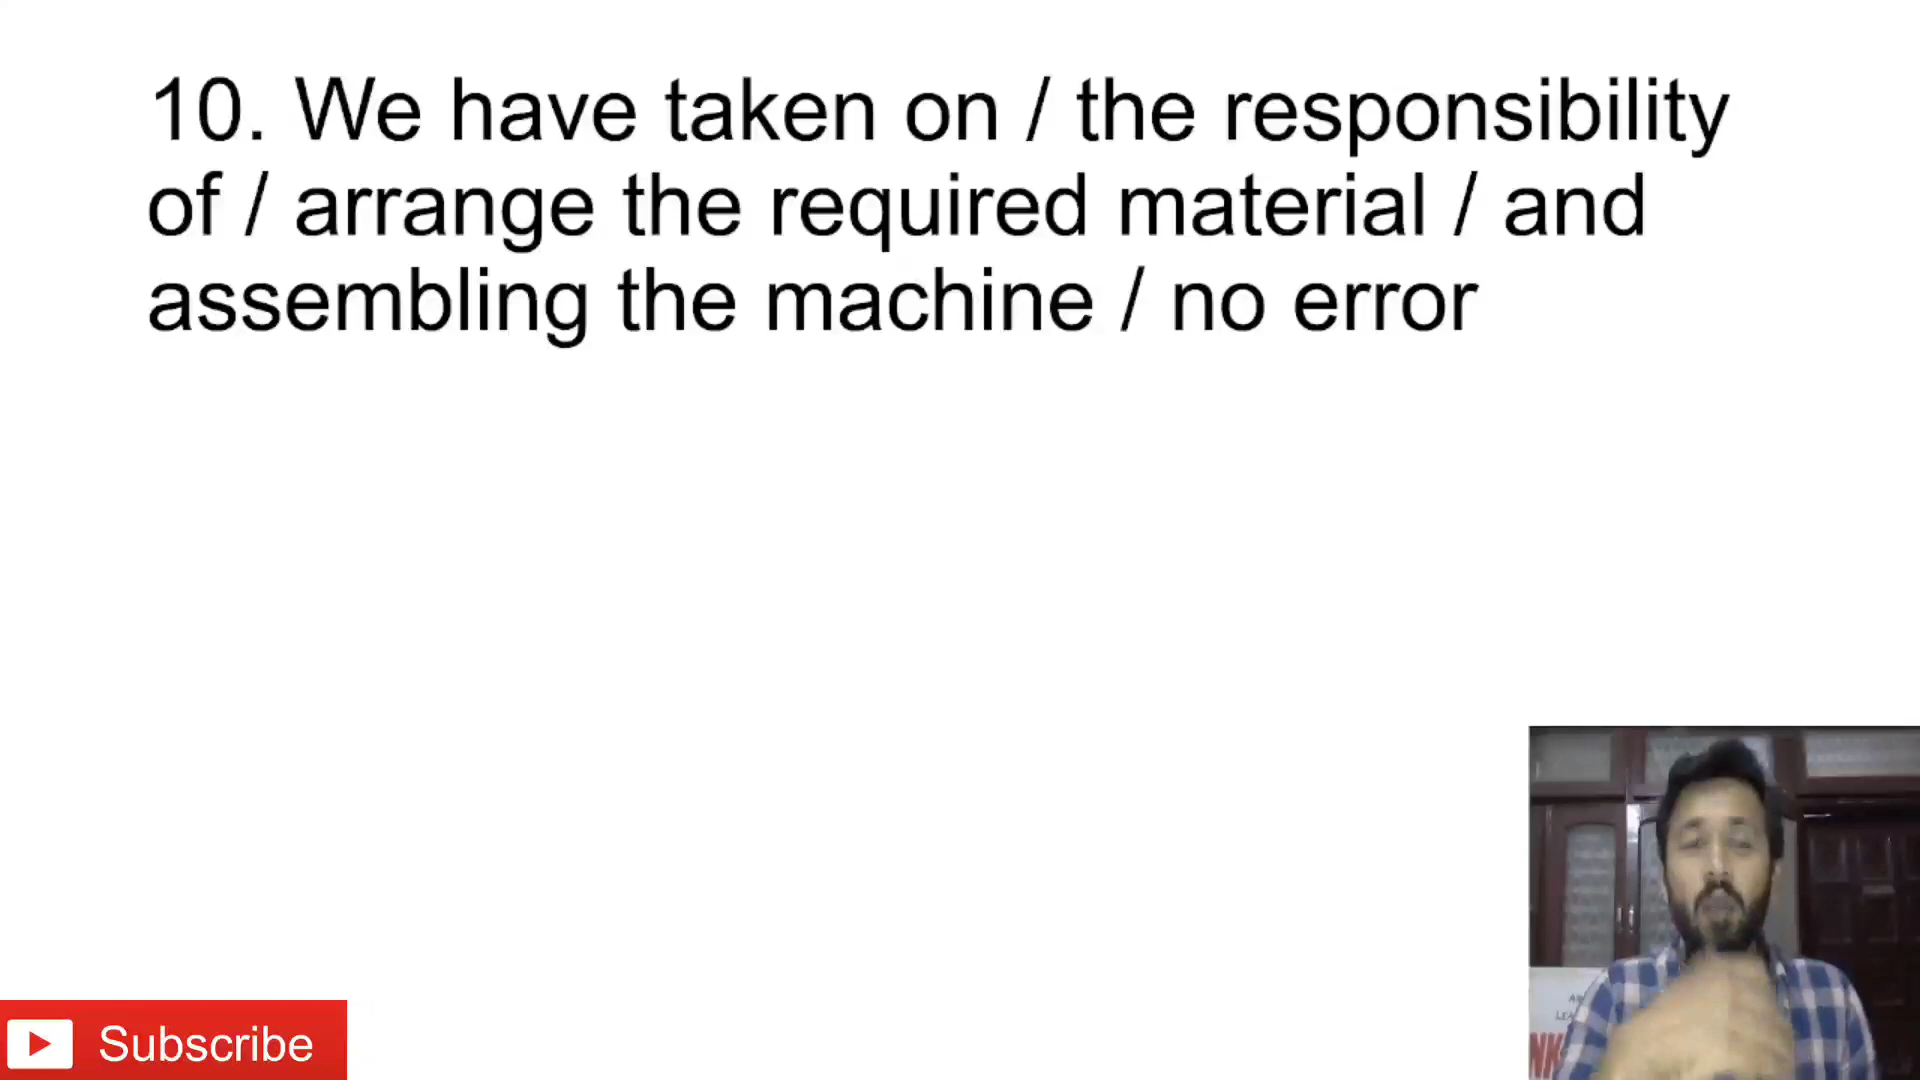 10. We have taken on / the responsibility
of / arrange the required material / and
assembling the machine / no error
Subscribe